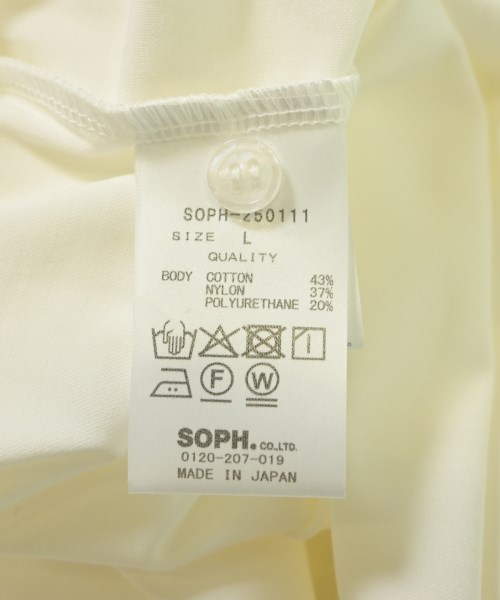 SOPH-250111
SIZE L
QUALITY
BODY COTTON 43%
NYLON 37%
POLYURETHANE 20%
F W
SOPH. CO.,LTD.
0120-207-019
MADE IN JAPAN